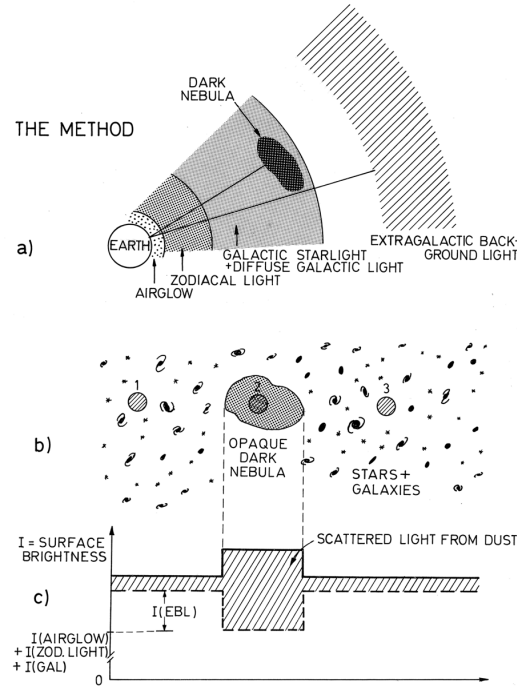 DARK
NEBULA
THE METHOD
EARTH
a)
EXTRAGALACTIC BACK-
GROUND LIGHT
GALACTIC STARLIGHT
+DIFFUSE GALACTIC LIGHT
ZODIACAL LIGHT
AIRGLOW
1
2
3
b)
OPAQUE
DARK
NEBULA
STARS+
GALAXIES
I = SURFACE
BRIGHTNESS
SCATTERED LIGHT FROM DUST
c)
I(EBL)
I(AIRGLOW)
+ I(ZOD. LIGHT)
+ I(GAL)
0